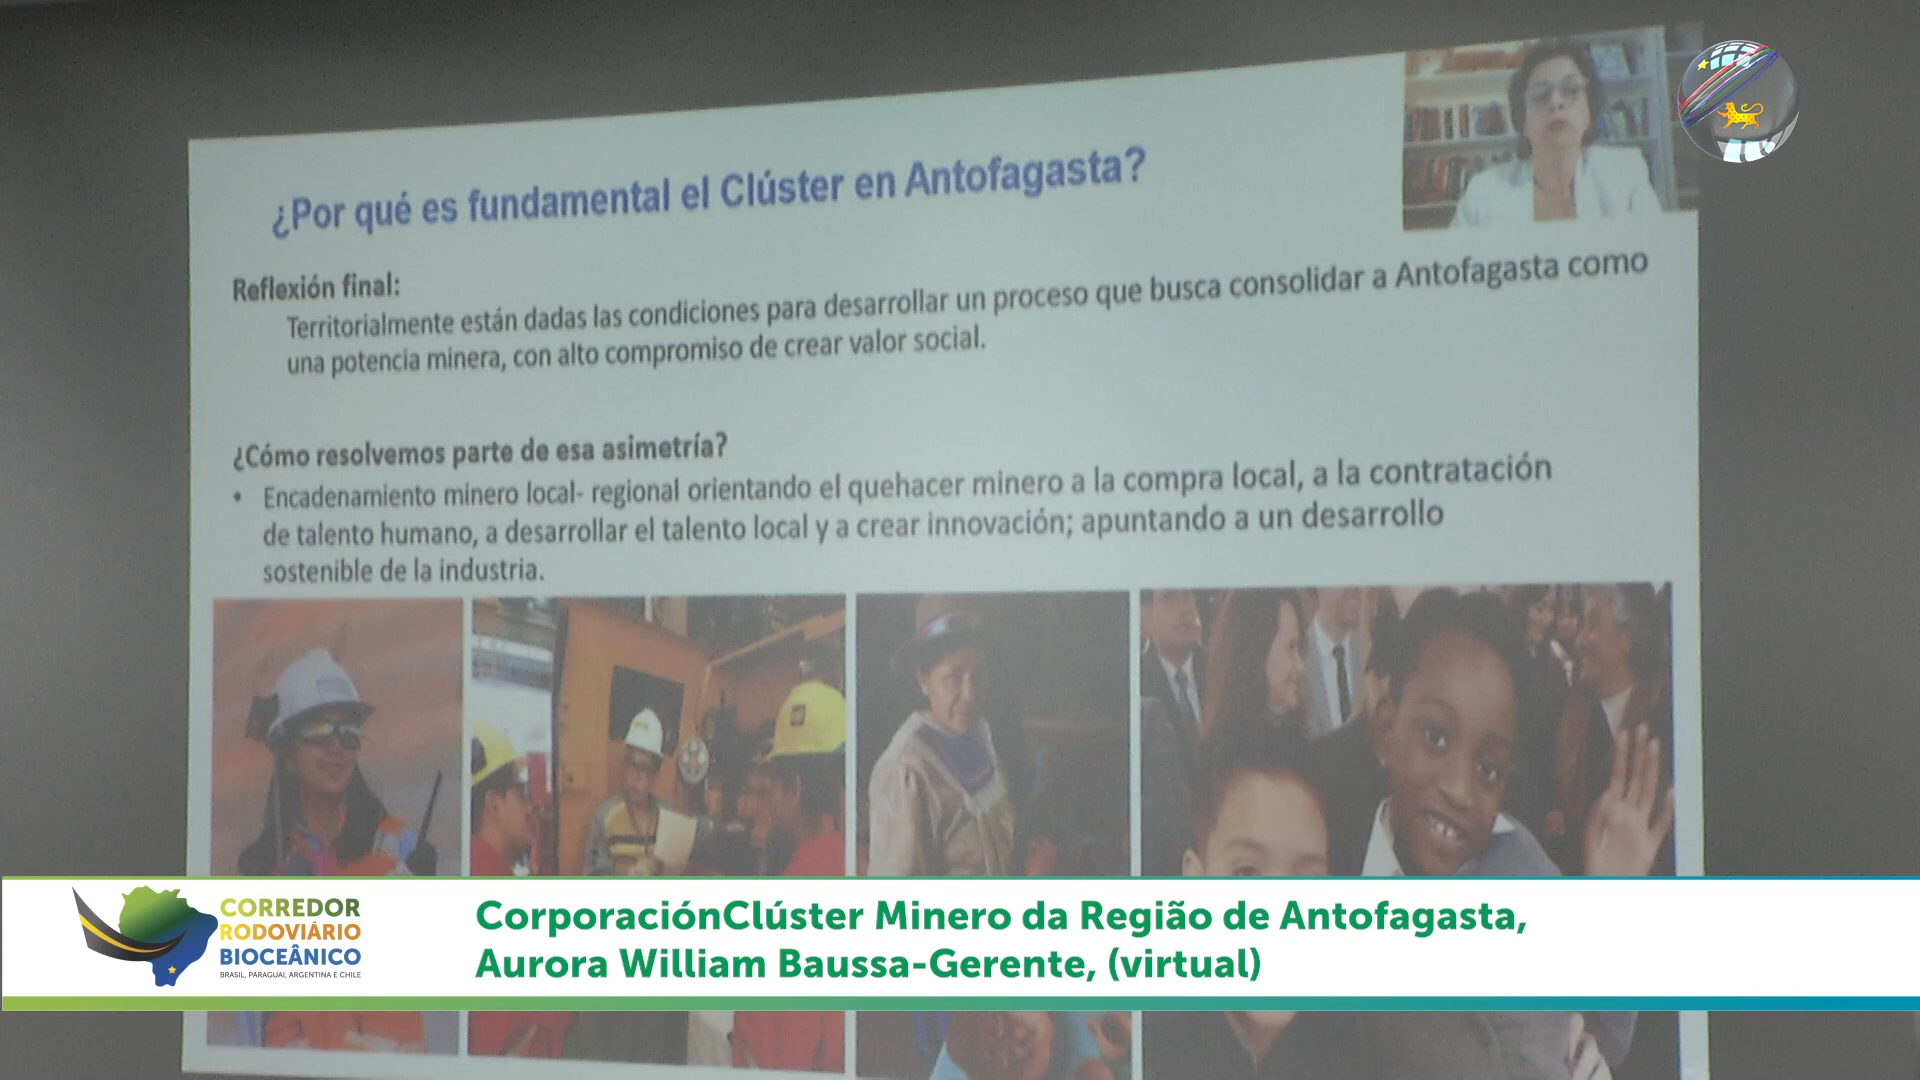 ¿Por qué es fundamental el Clúster en Antofagasta?
Reflexión final:
Territorialmente están dadas las condiciones para desarrollar un proceso que busca consolidar a Antofagasta como
una potencia minera, con alto compromiso de crear valor social.
¿Cómo resolvemos parte de esa asimetría?
• Encadenamiento minero local- regional orientando el quehacer minero a la compra local, a la contratación
de talento humano, a desarrollar el talento local y a crear innovación; apuntando a un desarrollo
sostenible de la industria.
CORREDOR
RODOVIÁRIO
BIOCEÂNICO
BRASIL, PARAGUAI, ARGENTINA E CHILE
CorporaciónClúster Minero da Região de Antofagasta,
Aurora William Baussa-Gerente, (virtual)